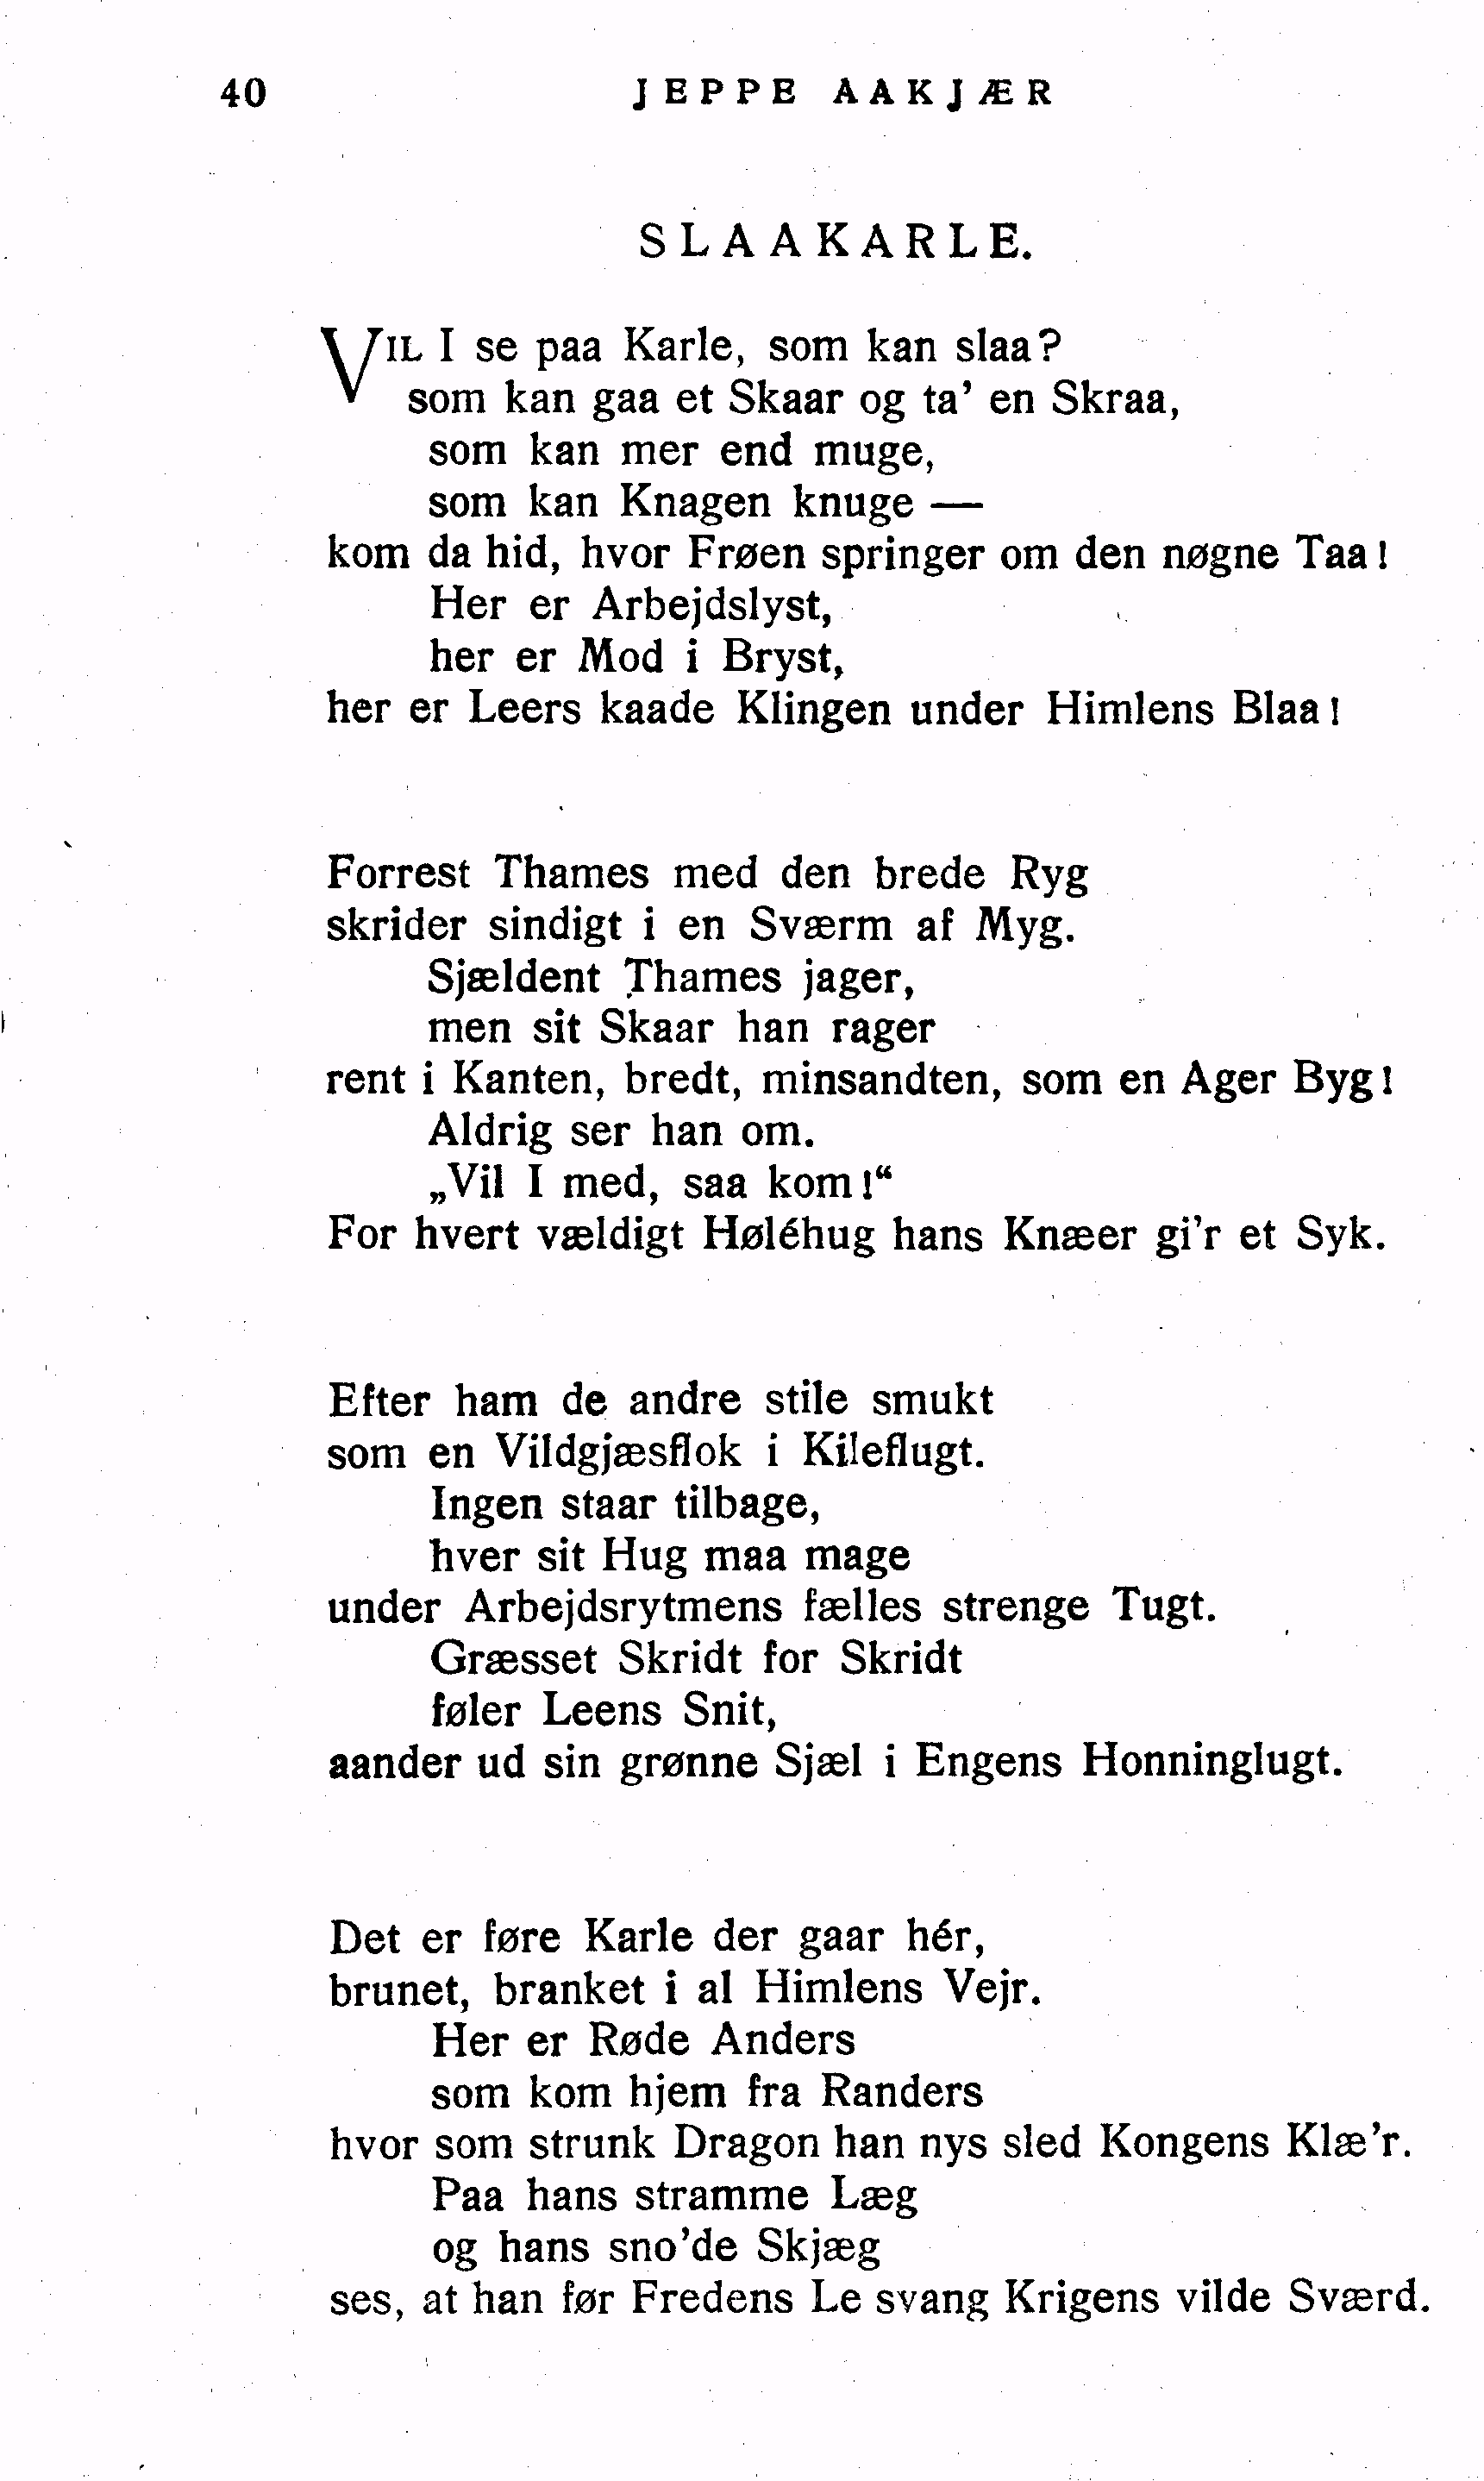 40 JEPPE AAKJÆR
SLAAKARLE.
VIL I se paa Karle, som kan slaa?
som kan gaa et Skaar og ta' en Skraa,
som kan mer end muge,
som kan Knagen knuge —
kom da hid, hvor Frøen springer om den nøgne Taa!
Her er Arbejdslyst,
her er Mod i Bryst,
her er Leers kaade Klingen under Himlens Blaa!
Forrest Thames med den brede Ryg
skrider sindigt i en Sværm af Myg.
Sjældent Thames jager,
men sit Skaar han rager
rent i Kanten, bredt, minsandten, som en Ager Byg!
Aldrig ser han om.
„Vil I med, saa kom!“
For hvert vældigt Høléhug hans Knæer gi'r et Syk.
Efter ham de andre stile smukt
som en Vildgjæsflok i Kileflugt.
Ingen staar tilbage,
hver sit Hug maa mage
under Arbejdsrytmens fælles strenge Tugt.
Græsset Skridt for Skridt
føler Leens Snit,
aander ud sin grønne Sjæl i Engens Honninglugt.
Det er føre Karle der gaar hér,
brunet, branket i al Himlens Vejr.
Her er Røde Anders
som kom hjem fra Randers
hvor som strunk Dragon han nys sled Kongens Klæ'r.
Paa hans stramme Læg
og hans sno'de Skjæg
ses, at han før Fredens Le svang Krigens vilde Sværd.